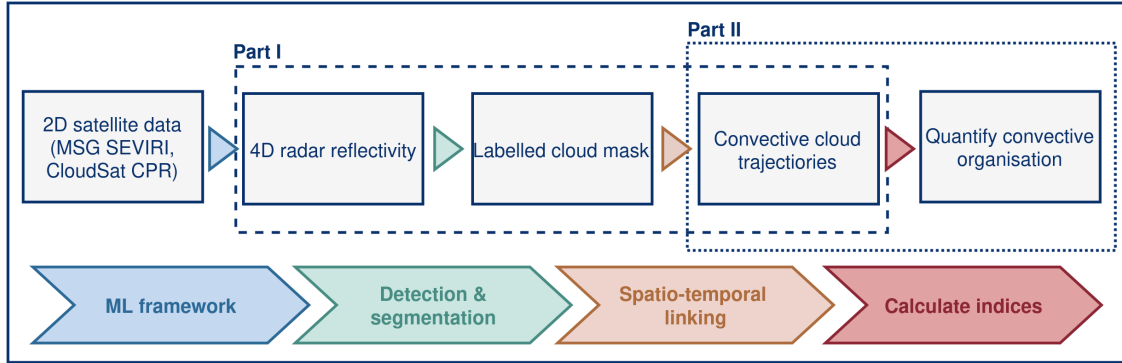 Part II
Part I
2D satellite data
(MSG SEVIRI,
CloudSat CPR)
4D radar reflectivity
Labelled cloud mask
Convective cloud
trajectories
Quantify convective
organisation
ML framework
Detection &
segmentation
Spatio-temporal
linking
Calculate indices